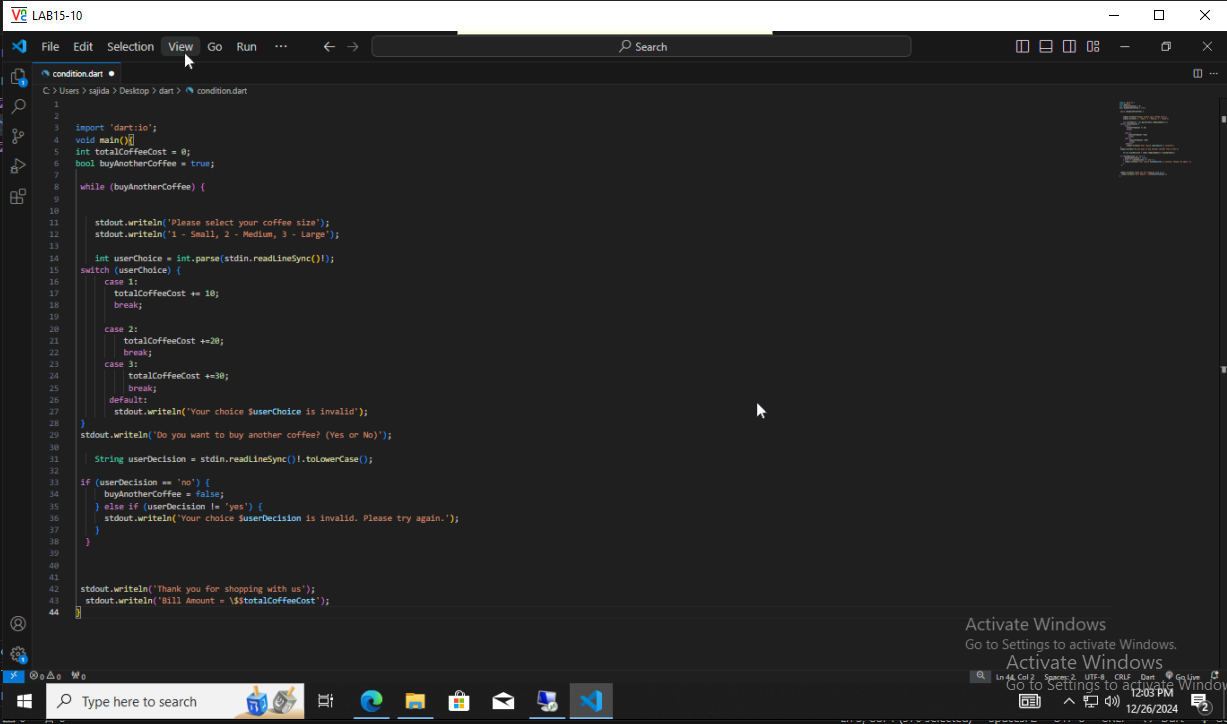 LAB15-10
File Edit Selection View Go Run ··· Search
condition.dart
C: > Users > sajida > Desktop > dart > condition.dart
1
2
3 import 'dart:io';
4 void main(){
5 int totalCoffeeCost = 0;
6 bool buyAnotherCoffee = true;
7
8 while (buyAnotherCoffee) {
9
10
11 stdout.writeln('Please select your coffee size');
12 stdout.writeln('1 - Small, 2 - Medium, 3 - Large');
13
14 int userChoice = int.parse(stdin.readLineSync()!);
15 switch (userChoice) {
16 case 1:
17 totalCoffeeCost += 10;
18 break;
19
20 case 2:
21 totalCoffeeCost +=20;
22 break;
23 case 3:
24 totalCoffeeCost +=30;
25 break;
26 default:
27 stdout.writeln('Your choice $userChoice is invalid');
28 }
29 stdout.writeln('Do you want to buy another coffee? (Yes or No)');
30
31 String userDecision = stdin.readLineSync()!.toLowerCase();
32
33 if (userDecision == 'no') {
34 buyAnotherCoffee = false;
35 } else if (userDecision != 'yes') {
36 stdout.writeln('Your choice $userDecision is invalid. Please try again.');
37 }
38 }
39
40
41
42 stdout.writeln('Thank you for shopping with us');
43 stdout.writeln('Bill Amount = \$$totalCoffeeCost');
44 }
Activate Windows
Go to Settings to activate Windows.
Activate Windows
Go to Settings to activate Window
0 0 0 Ln 44, Col 2 Spaces: 2 UTF-8 CRLF Dart Go Live
Type here to search
12:03 PM
12/26/2024
2